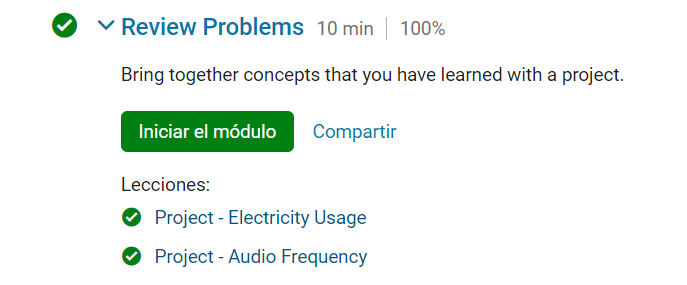 Review Problems 10 min 100%
Bring together concepts that you have learned with a project.
Iniciar el módulo Compartir
Lecciones:
Project - Electricity Usage
Project - Audio Frequency